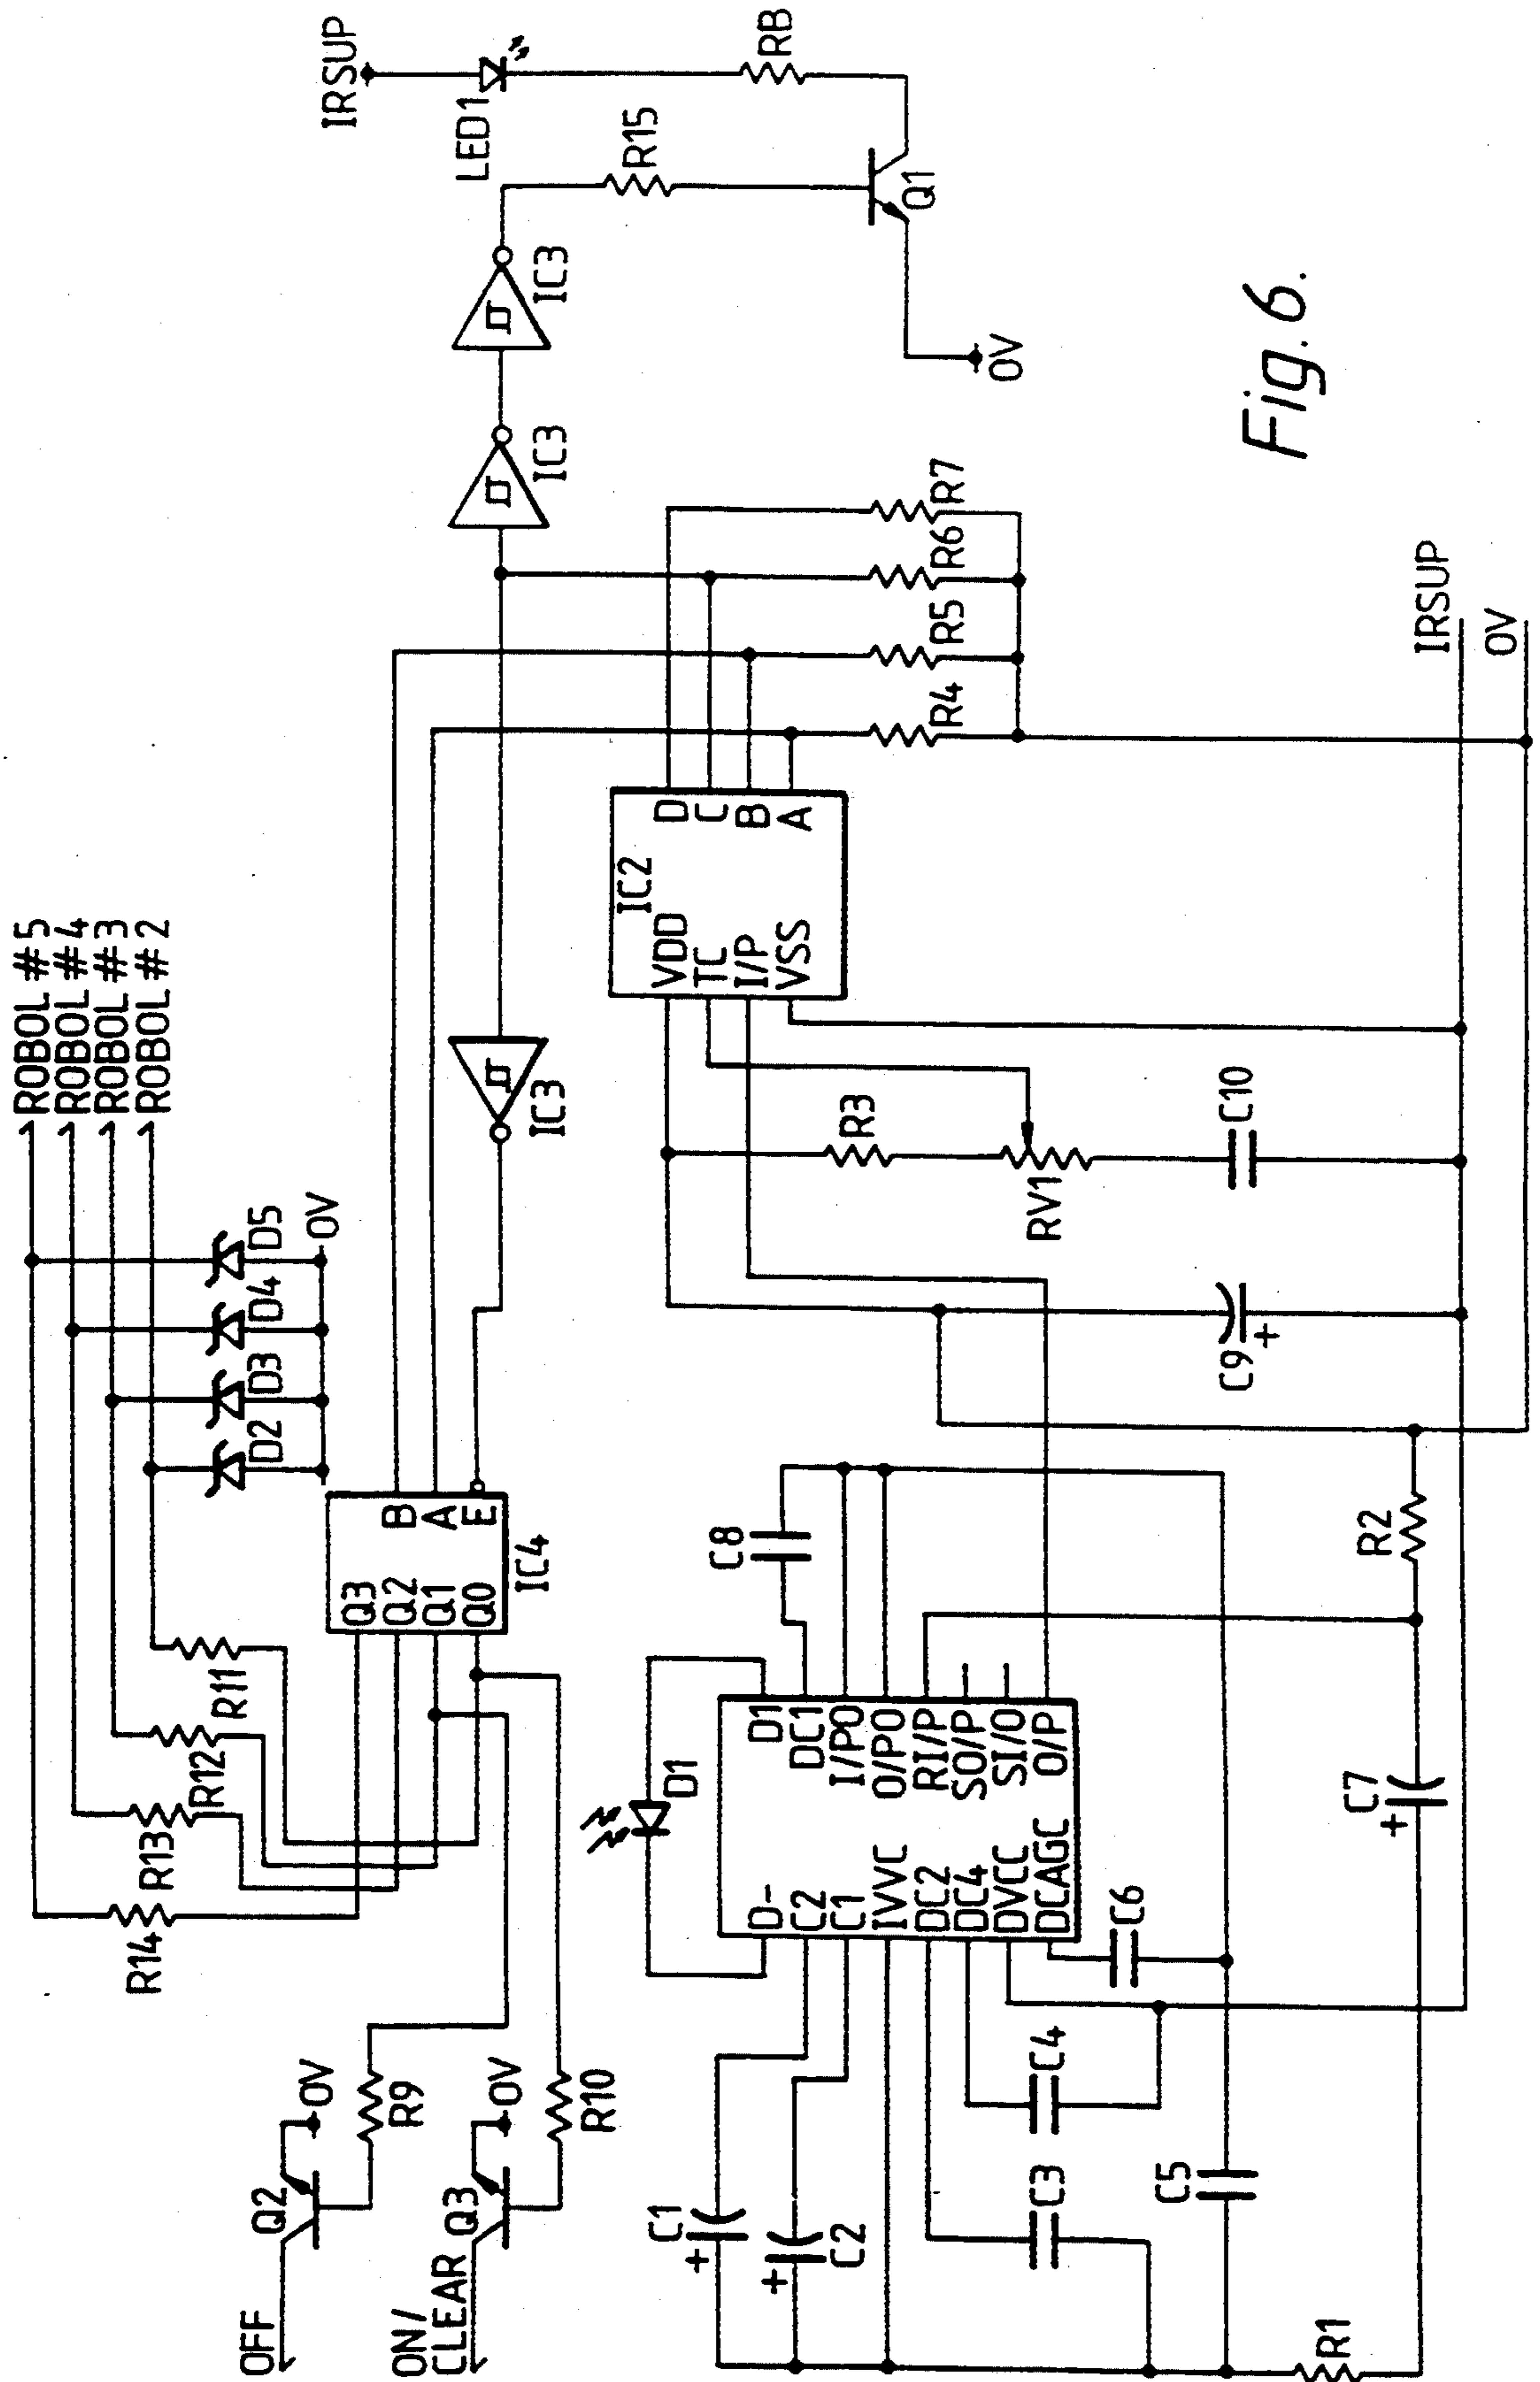 ROBOL #5
ROBOL #4
ROBOL #3
ROBOL #2
D2
D3
D4
D5
0V
R14
R13
R12
R11
Q3
Q2
Q1
Q0
B
A
E
IC4
OFF
Q2
0V
R9
ON/
CLEAR
Q3
0V
R10
IC3
IC3
IC3
IRSUP
LED1
R15
RB
Q1
0V
D1
D-
C2
C1
IVVC
DC2
DC4
DVCC
DCAGC
D1
DC1
I/PO
O/PO
RI/P
SO/P
SI/O
O/P
C8
C1
+
C2
+
C3
C4
C5
C6
R1
C7
+
R2
C9
+
IC2
VDD
TC
I/P
VSS
D
C
B
A
R3
RV1
C10
R4
R5
R6
R7
IRSUP
0V
Fig. 6.